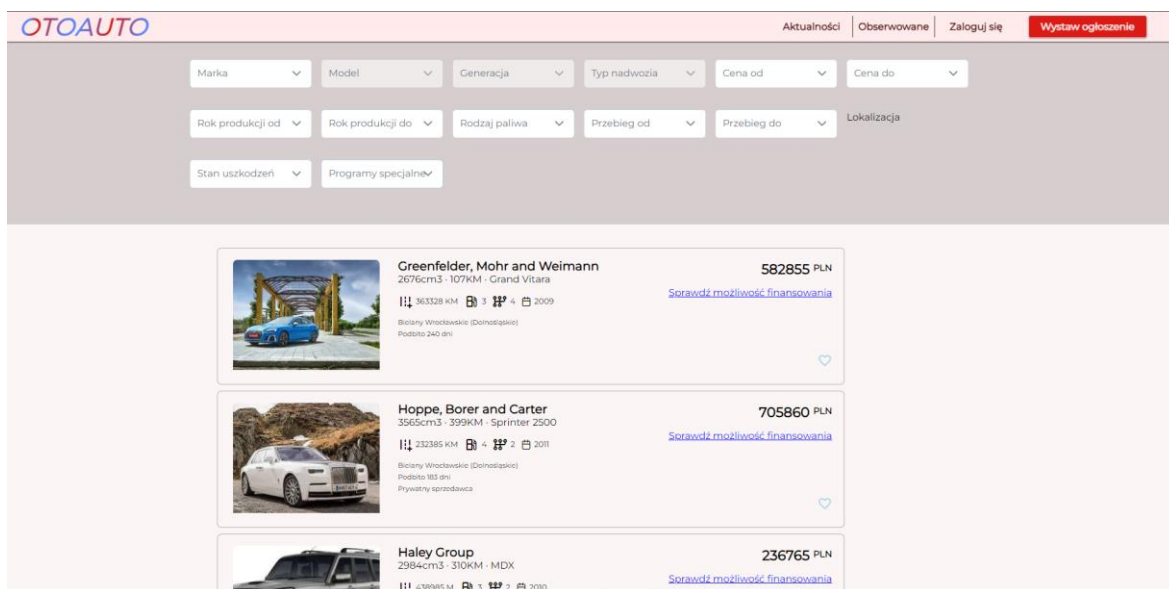 OTOAUTO
Aktualności Obserwowane Zaloguj się Wystaw ogłoszenie
Marka Model Generacja Typ nadwozia Cena od Cena do
Rok produkcji od Rok produkcji do Rodzaj paliwa Przebieg od Przebieg do Lokalizacja
Stan uszkodzeń Programy specjalne
Greenfelder, Mohr and Weimann 582855 PLN
2676cm3 · 107KM · Grand Vitara
Sprawdź możliwość finansowania
363328 KM 3 4 2009
Bielany Wrocławskie (Dolnośląskie)
Podbito 240 dni
Hoppe, Borer and Carter 705860 PLN
3565cm3 · 399KM · Sprinter 2500
Sprawdź możliwość finansowania
232385 KM 4 2 2011
Bielany Wrocławskie (Dolnośląskie)
Podbito 183 dni
Prywatny sprzedawca
Haley Group 236765 PLN
2984cm3 · 310KM · MDX
Sprawdź możliwość finansowania
438985 M 3 2 2010